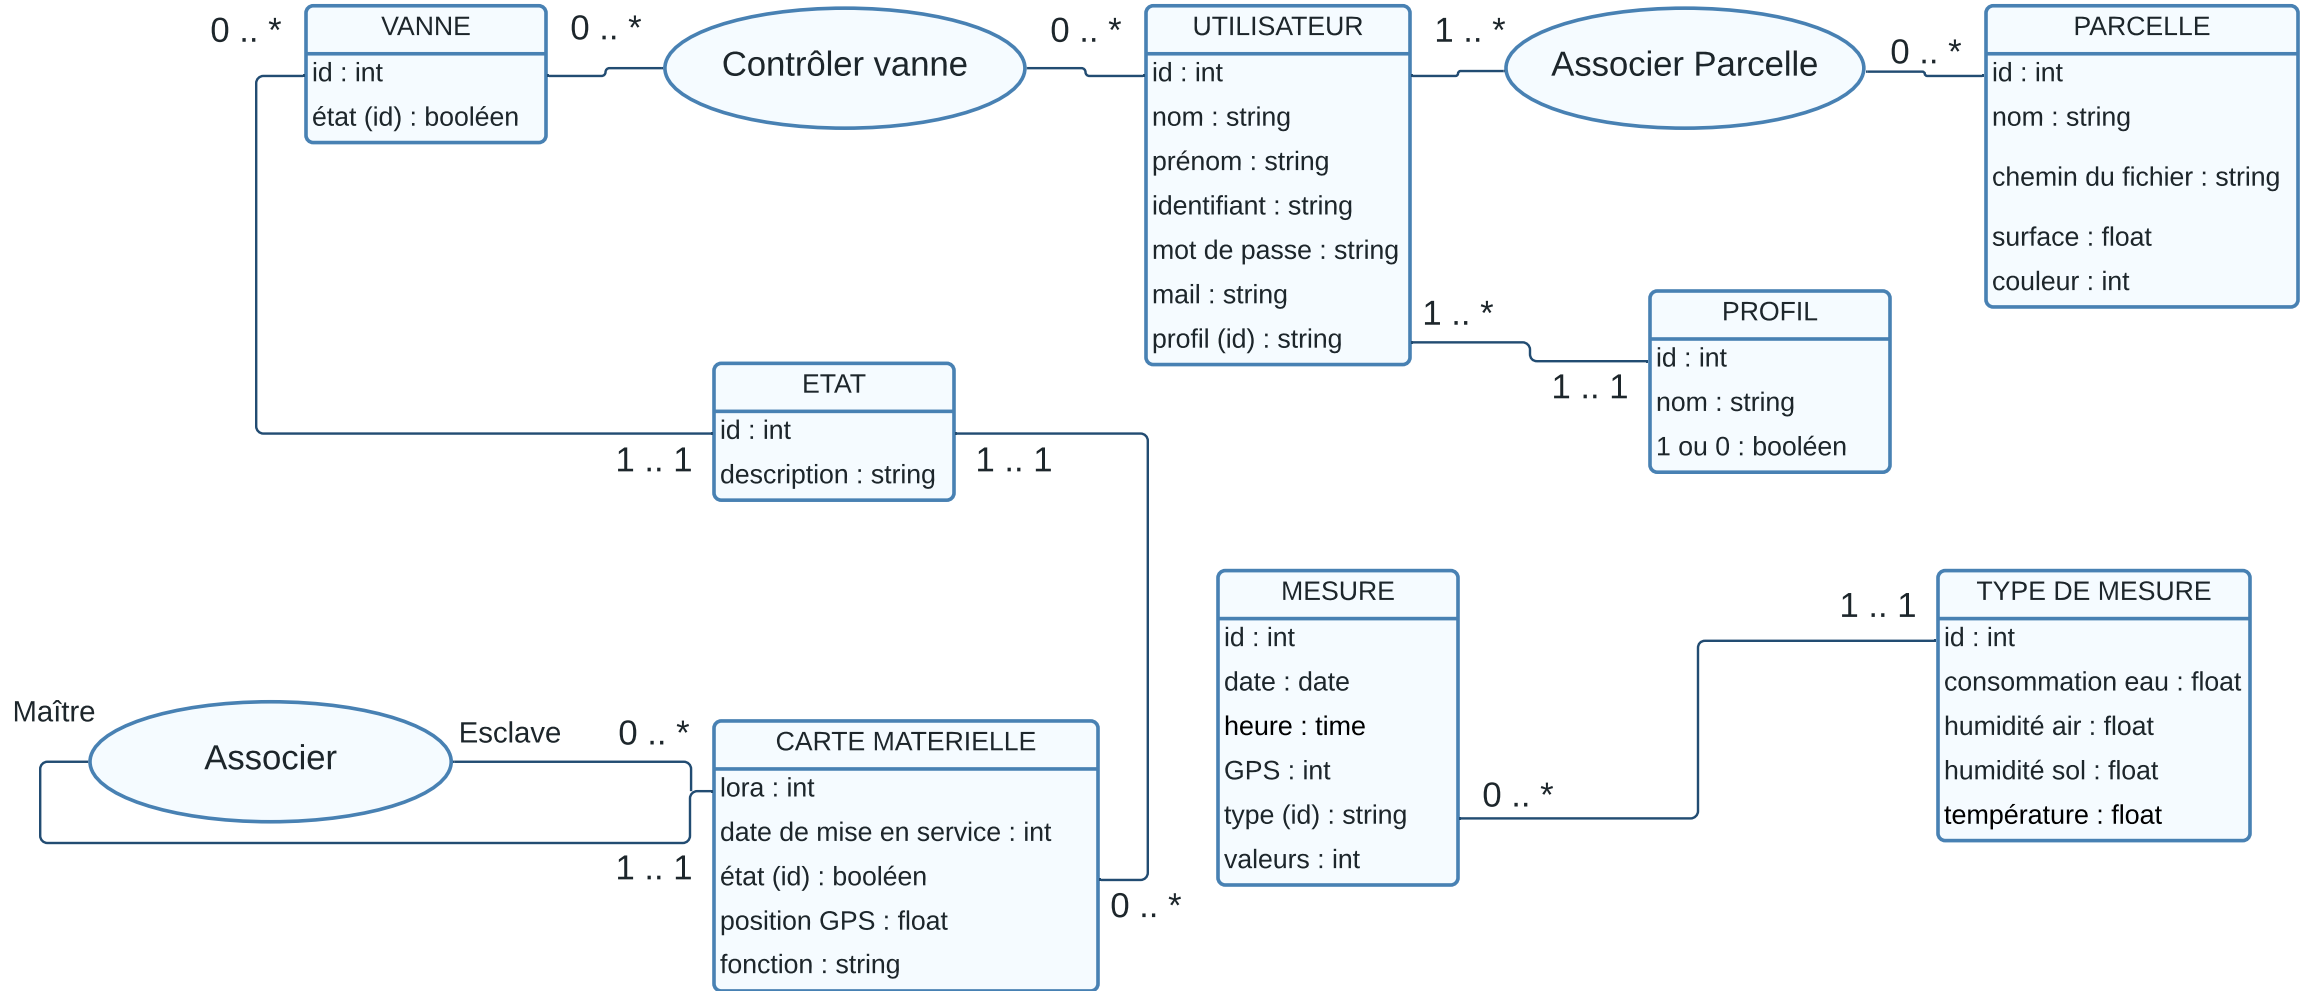 0 .. *
VANNE
id : int
état (id) : booléen
0 .. *
Contrôler vanne
0 .. *
UTILISATEUR
id : int
nom : string
prénom : string
identifiant : string
mot de passe : string
mail : string
profil (id) : string
1 .. *
Associer Parcelle
0 .. *
PARCELLE
id : int
nom : string
chemin du fichier : string
surface : float
couleur : int
1 .. *
1 .. 1
PROFIL
id : int
nom : string
1 ou 0 : booléen
ETAT
id : int
description : string
1 .. 1
1 .. 1
MESURE
id : int
date : date
heure : time
GPS : int
type (id) : string
valeurs : int
0 .. *
1 .. 1
TYPE DE MESURE
id : int
consommation eau : float
humidité air : float
humidité sol : float
température : float
Maître
Associer
Esclave
0 .. *
1 .. 1
CARTE MATERIELLE
lora : int
date de mise en service : int
état (id) : booléen
position GPS : float
fonction : string
0 .. *